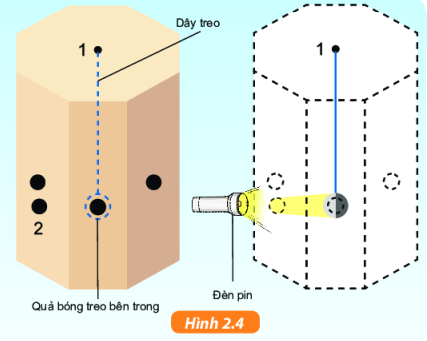 Dây treo
1
1
2
Quả bóng treo bên trong
Đèn pin
Hình 2.4